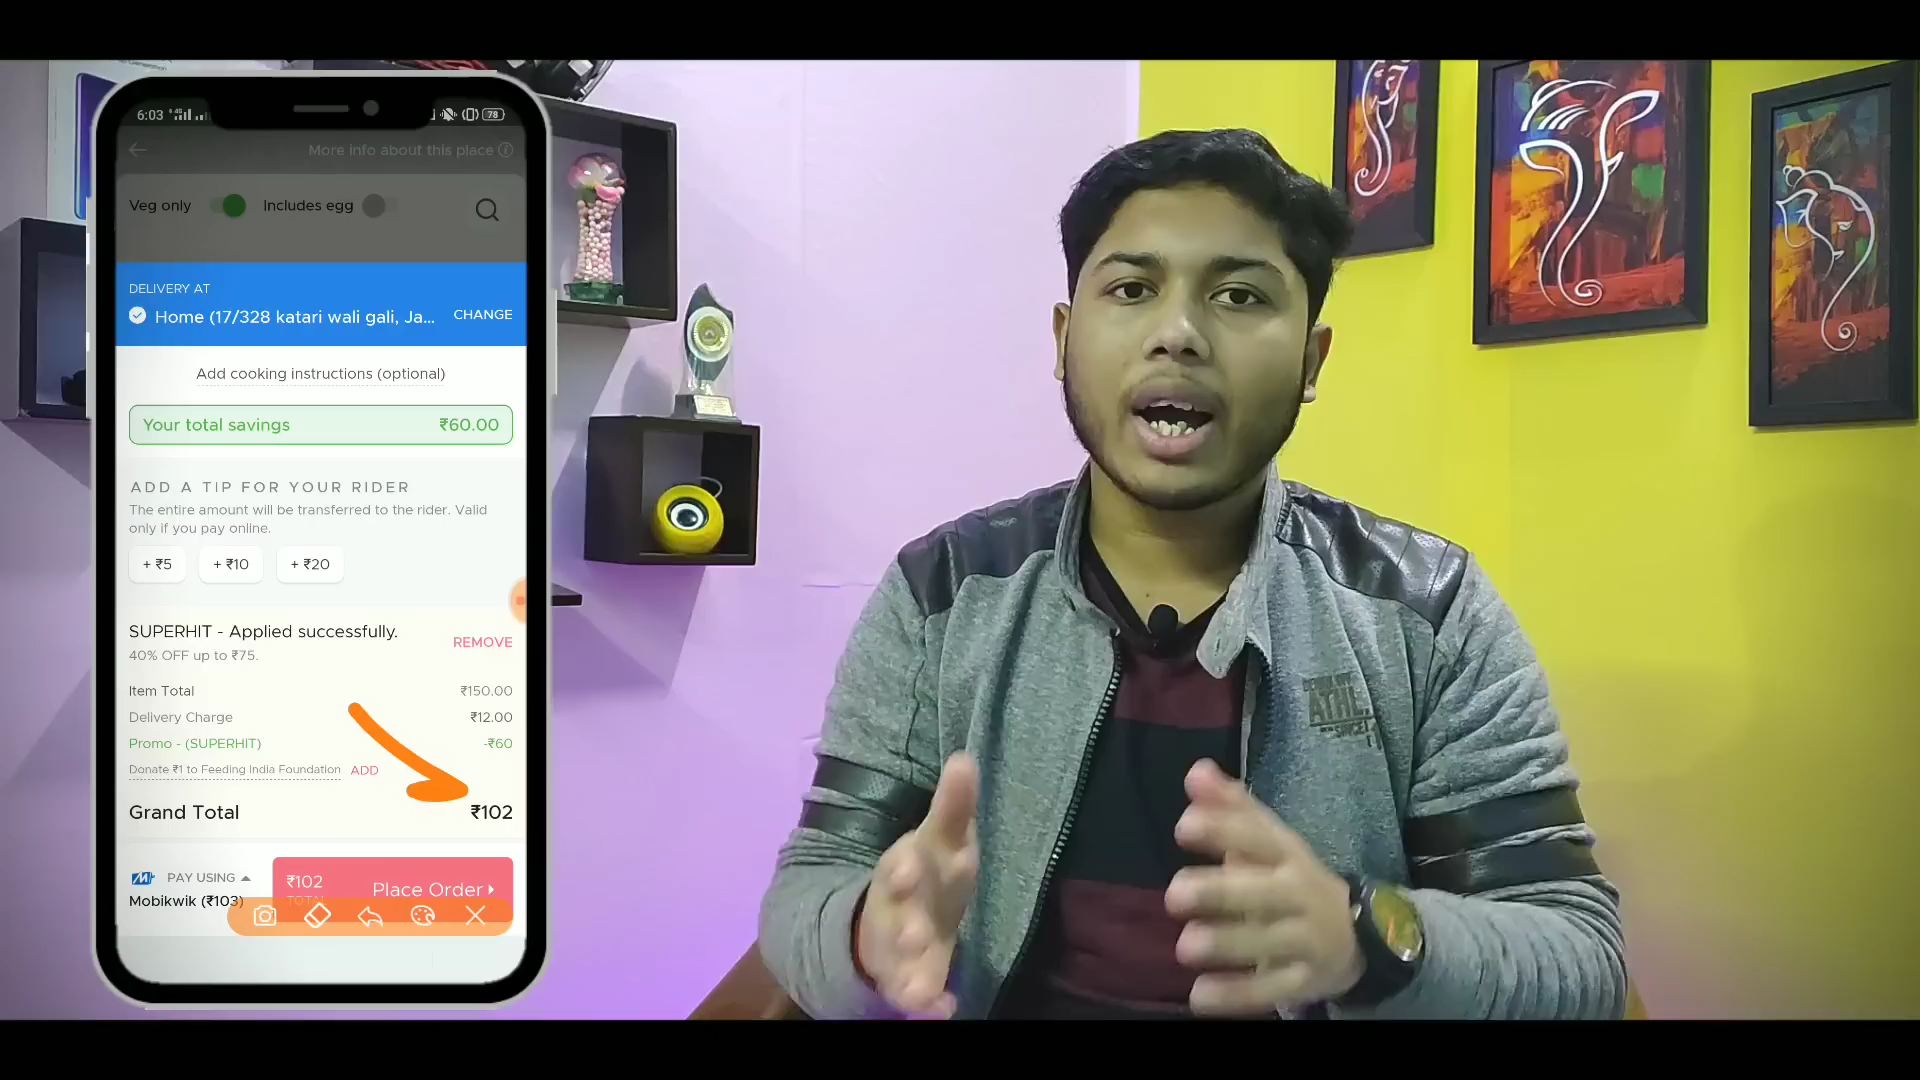 6:03
78
More info about this place
Veg only Includes egg
DELIVERY AT
Home (17/328 katari wali gali, Ja... CHANGE
Add cooking instructions (optional)
Your total savings ₹60.00
ADD A TIP FOR YOUR RIDER
The entire amount will be transferred to the rider. Valid
only if you pay online.
+ ₹5 + ₹10 + ₹20
SUPERHIT - Applied successfully.
REMOVE
40% OFF up to ₹75.
Item Total ₹150.00
Delivery Charge ₹12.00
Promo - (SUPERHIT) -₹60
Donate ₹1 to Feeding India Foundation ADD
Grand Total ₹102
PAY USING
Mobikwik (₹103)
₹102
TOTAL
Place Order
ATHL.